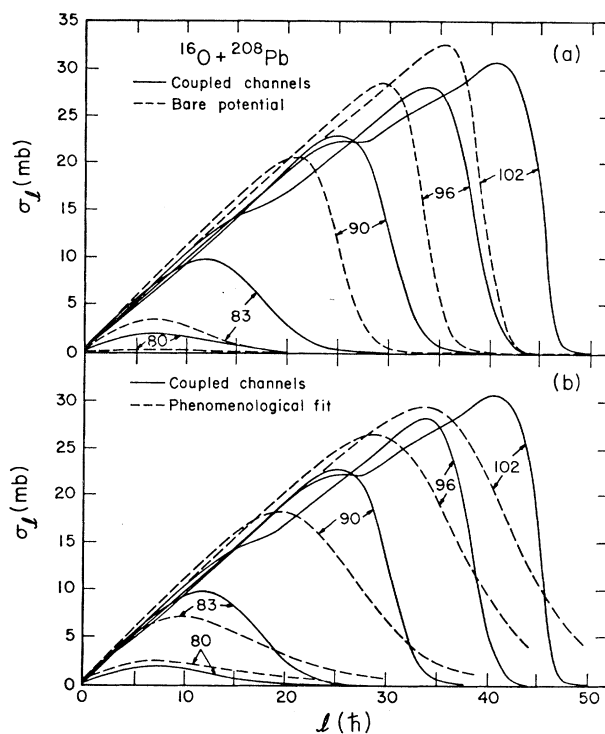 16O + 208Pb
(a)
Coupled channels
Bare potential
σℓ (mb)
35
30
25
20
15
10
5
0
102
96
90
83
80
(b)
Coupled channels
Phenomenological fit
σℓ (mb)
30
25
20
15
10
5
0
102
96
90
83
80
0 10 20 30 40 50
ℓ (ħ)